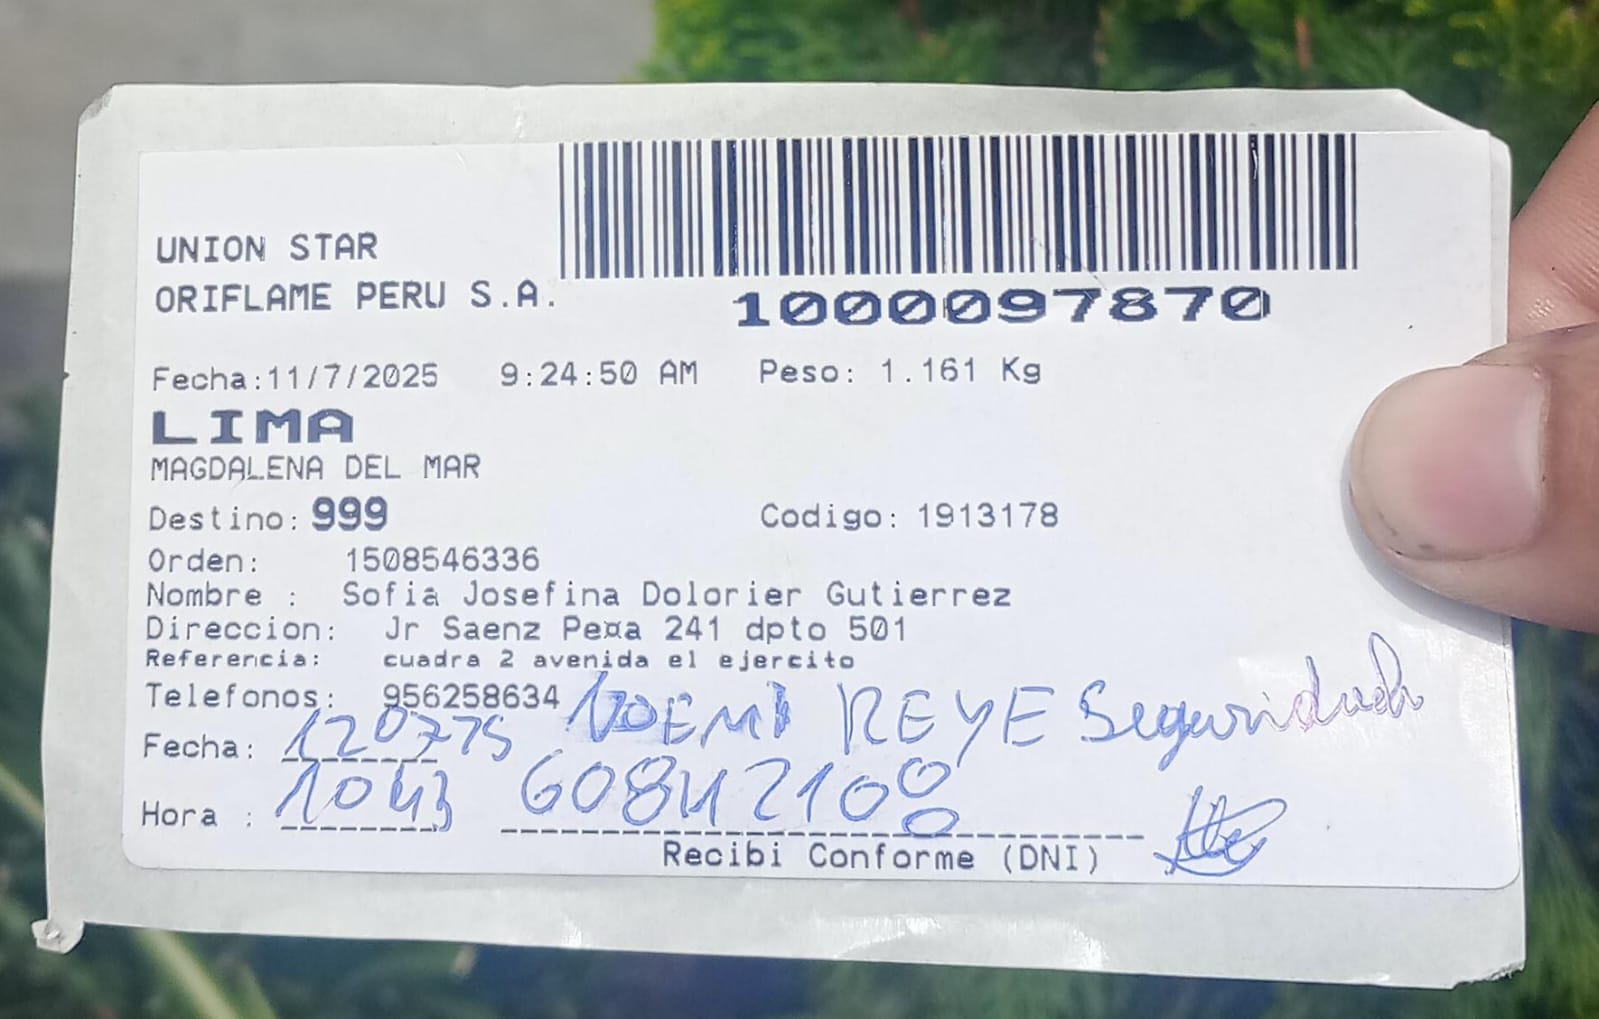 UNION STAR
ORIFLAME PERU S.A.
1000097870
Fecha:11/7/2025 9:24:50 AM Peso: 1.161 Kg
LIMA
MAGDALENA DEL MAR
Destino: 999 Codigo: 1913178
Orden: 1508546336
Nombre : Sofia Josefina Dolorier Gutierrez
Direccion: Jr Saenz Pe¤a 241 dpto 501
Referencia: cuadra 2 avenida el ejercito
Telefonos: 956258634 NOEMI REYE Seguridad
Fecha:
Hora : 1043
Recibi Conforme (DNI)